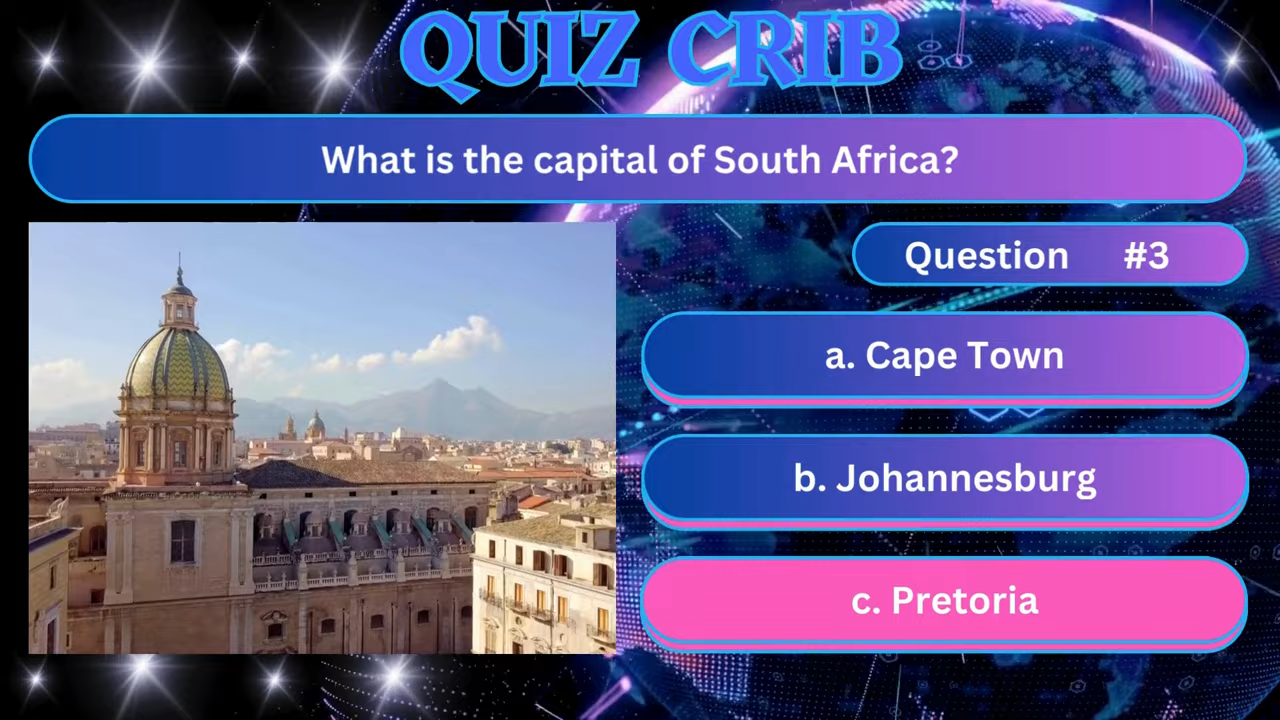 QUIZ CRIB
What is the capital of South Africa?
Question #3
a. Cape Town
b. Johannesburg
c. Pretoria